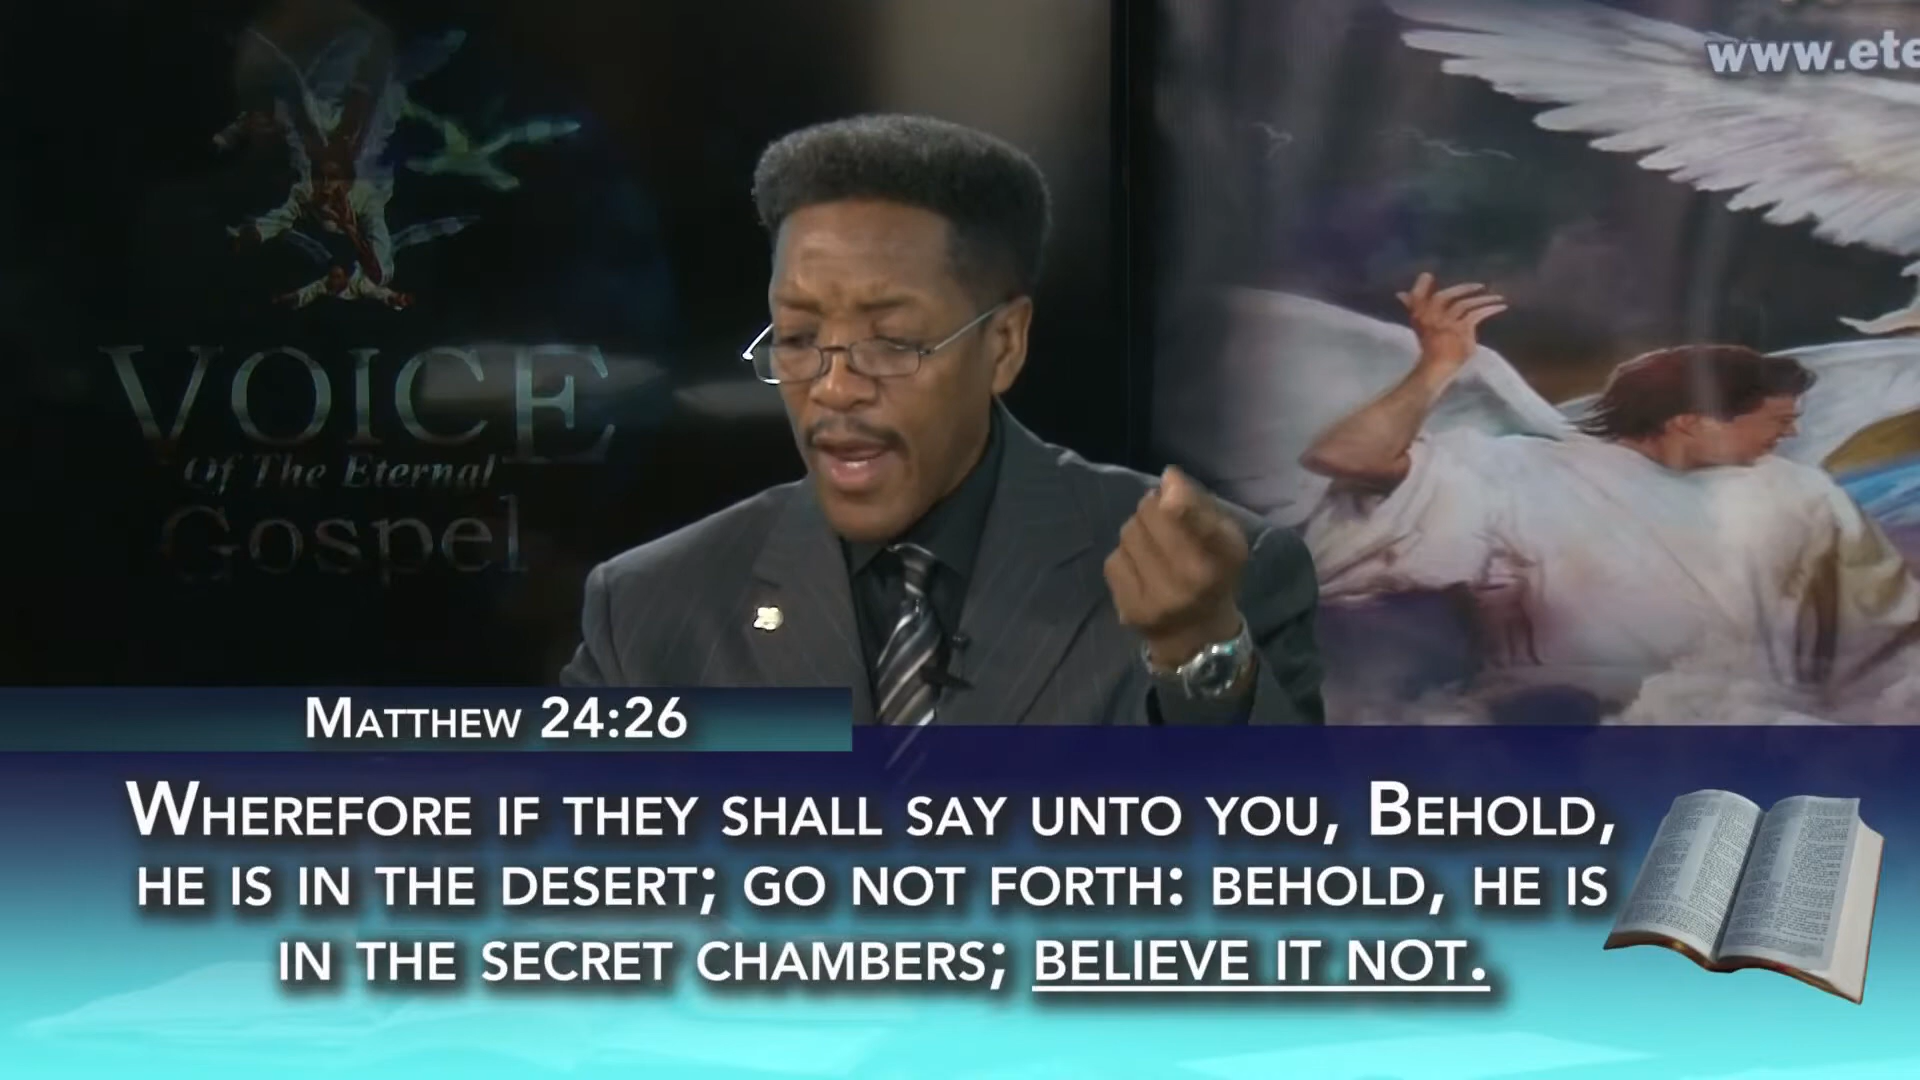 www.ete
VOICE
Of The Eternal
Gospel
Matthew 24:26
Wherefore if they shall say unto you, Behold,
he is in the desert; go not forth: behold, he is
in the secret chambers; believe it not.